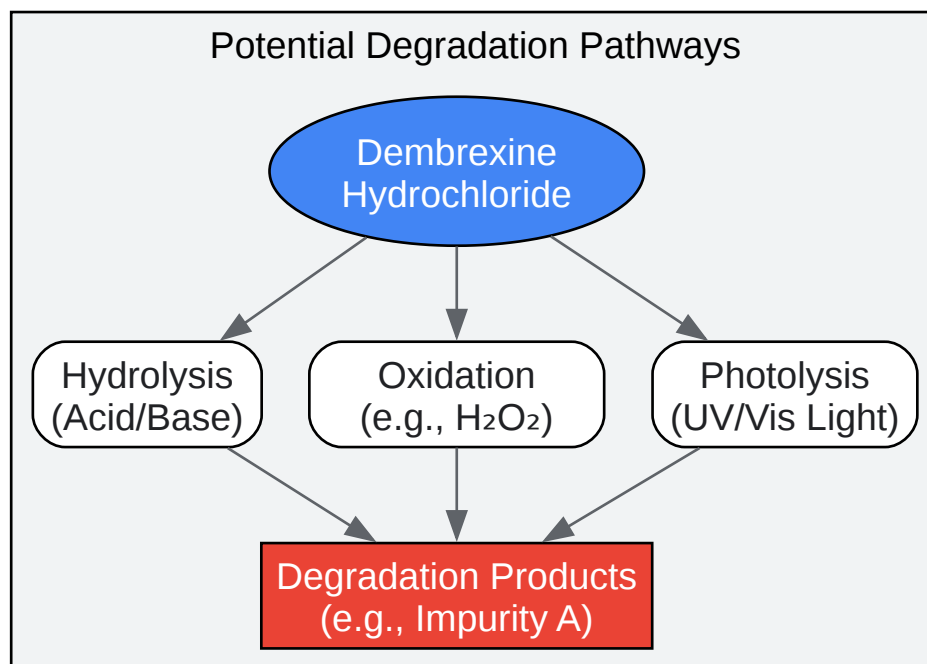 Potential Degradation Pathways
Dembrexine
Hydrochloride
Hydrolysis
(Acid/Base)
Oxidation
(e.g., H₂O₂)
Photolysis
(UV/Vis Light)
Degradation Products
(e.g., Impurity A)